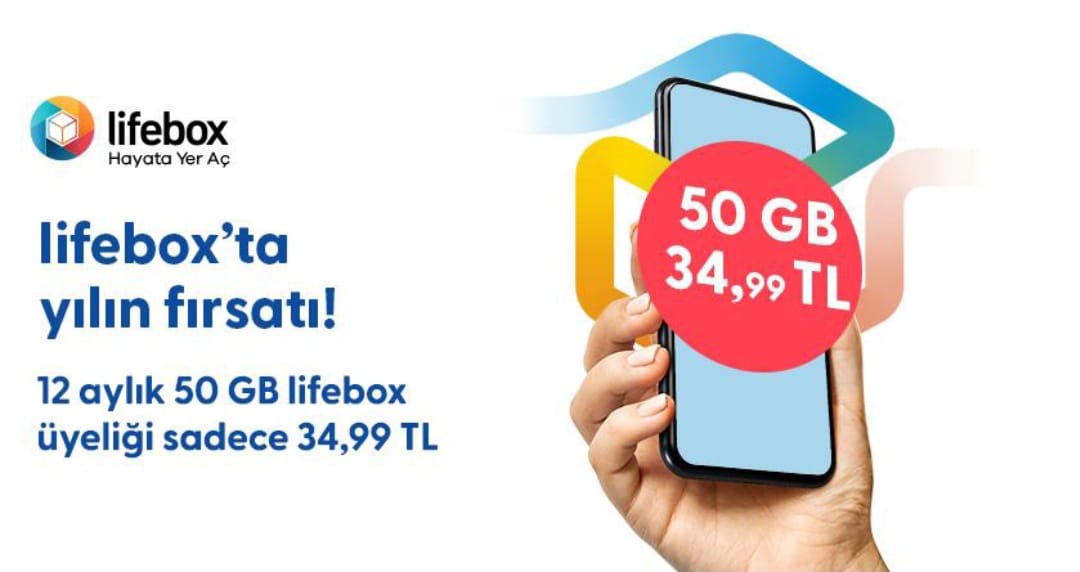 lifebox
Hayata Yer Aç
lifebox’ta
yılın fırsatı!
12 aylık 50 GB lifebox
üyeliği sadece 34,99 TL
50 GB
34,99 TL